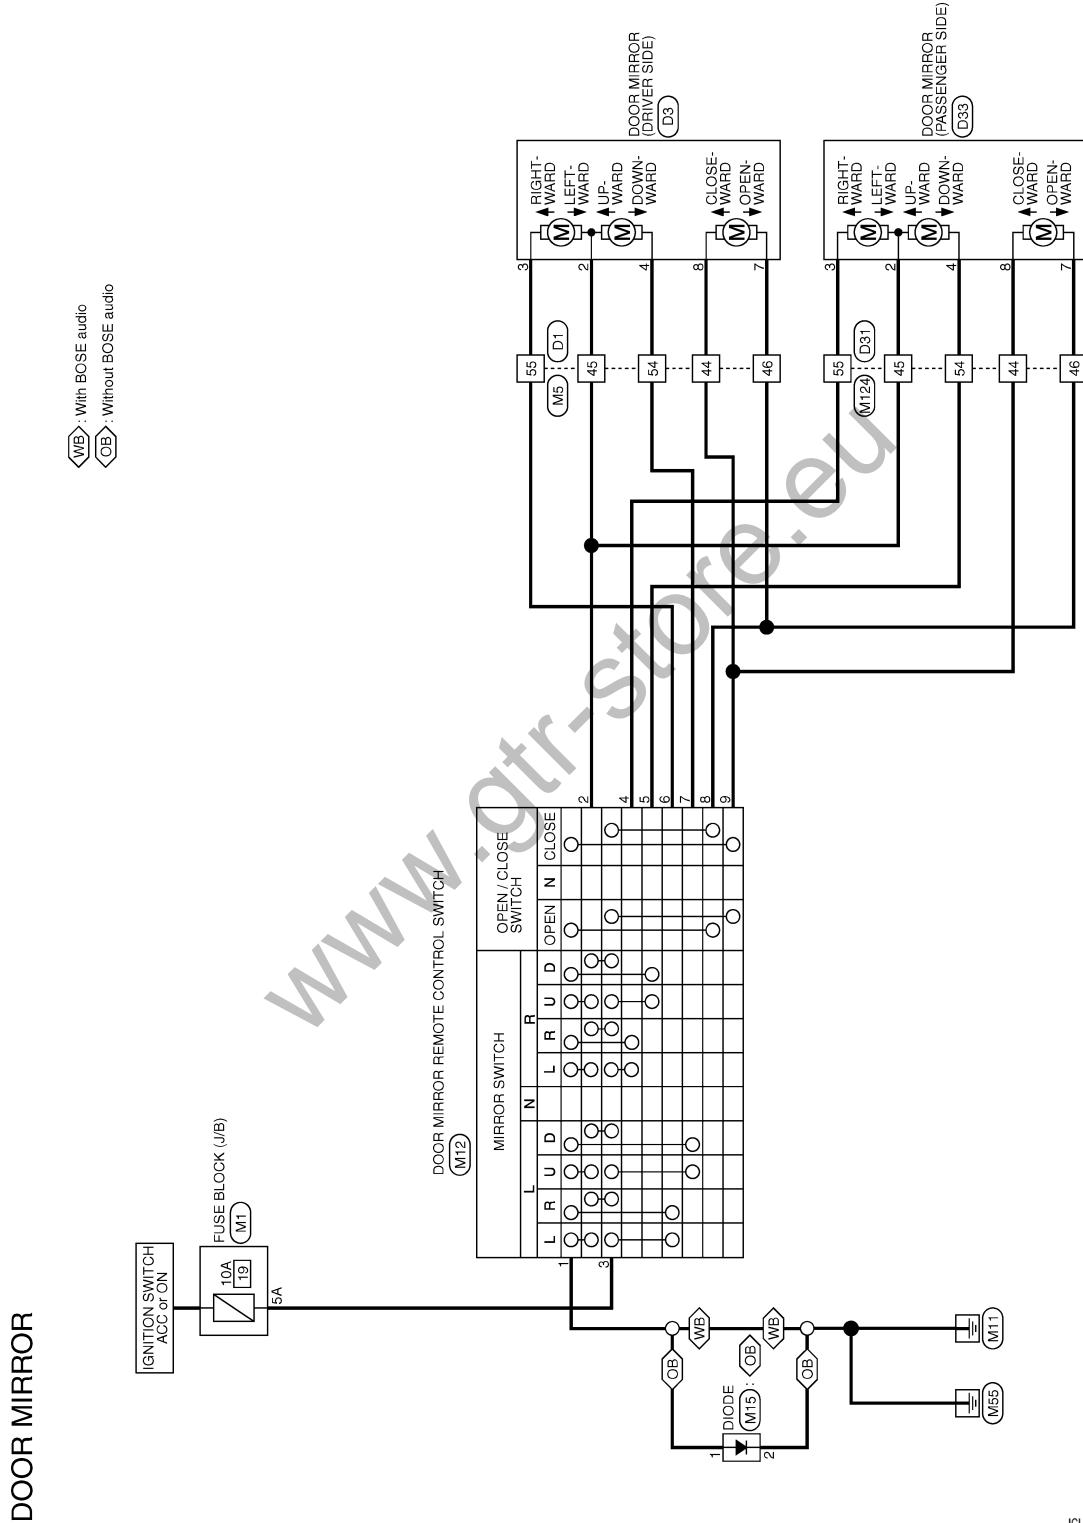 DOOR MIRROR
IGNITION SWITCH
ACC or ON
FUSE BLOCK (J/B)
M1
10A
19
5A
WB : With BOSE audio
OB : Without BOSE audio
DOOR MIRROR REMOTE CONTROL SWITCH
M12
MIRROR SWITCH
OPEN / CLOSE
SWITCH
L
N
R
L
R
U
D
L
R
U
D
OPEN
N
CLOSE
1
3
2
4
5
6
7
8
9
DIODE
M15 : OB
1
2
OB
WB
WB
OB
M55
M11
M5
D1
55
45
54
44
46
3
2
4
8
7
M
M
M
RIGHT-
WARD
LEFT-
WARD
UP-
WARD
DOWN-
WARD
CLOSE-
WARD
OPEN-
WARD
DOOR MIRROR
(DRIVER SIDE)
D3
M124
D31
55
45
54
44
46
3
2
4
8
7
M
M
M
RIGHT-
WARD
LEFT-
WARD
UP-
WARD
DOWN-
WARD
CLOSE-
WARD
OPEN-
WARD
DOOR MIRROR
(PASSENGER SIDE)
D33
www.gtr-store.eu